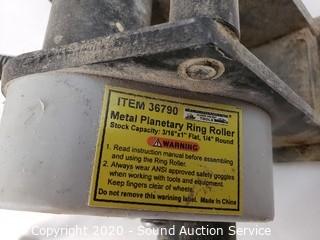 ITEM 36790
Metal Planetary Ring Roller
Stock Capacity: 3/16"x1" Flat, 1/4" Round
WARNING
1. Read instruction manual before assembling
and using the Ring Roller.
2. Always wear ANSI approved safety goggles
when working with tools and equipment.
Keep fingers clear of wheels.
Do not remove this warning label. Made In China
Copyright 2020 - Sound Auction Service